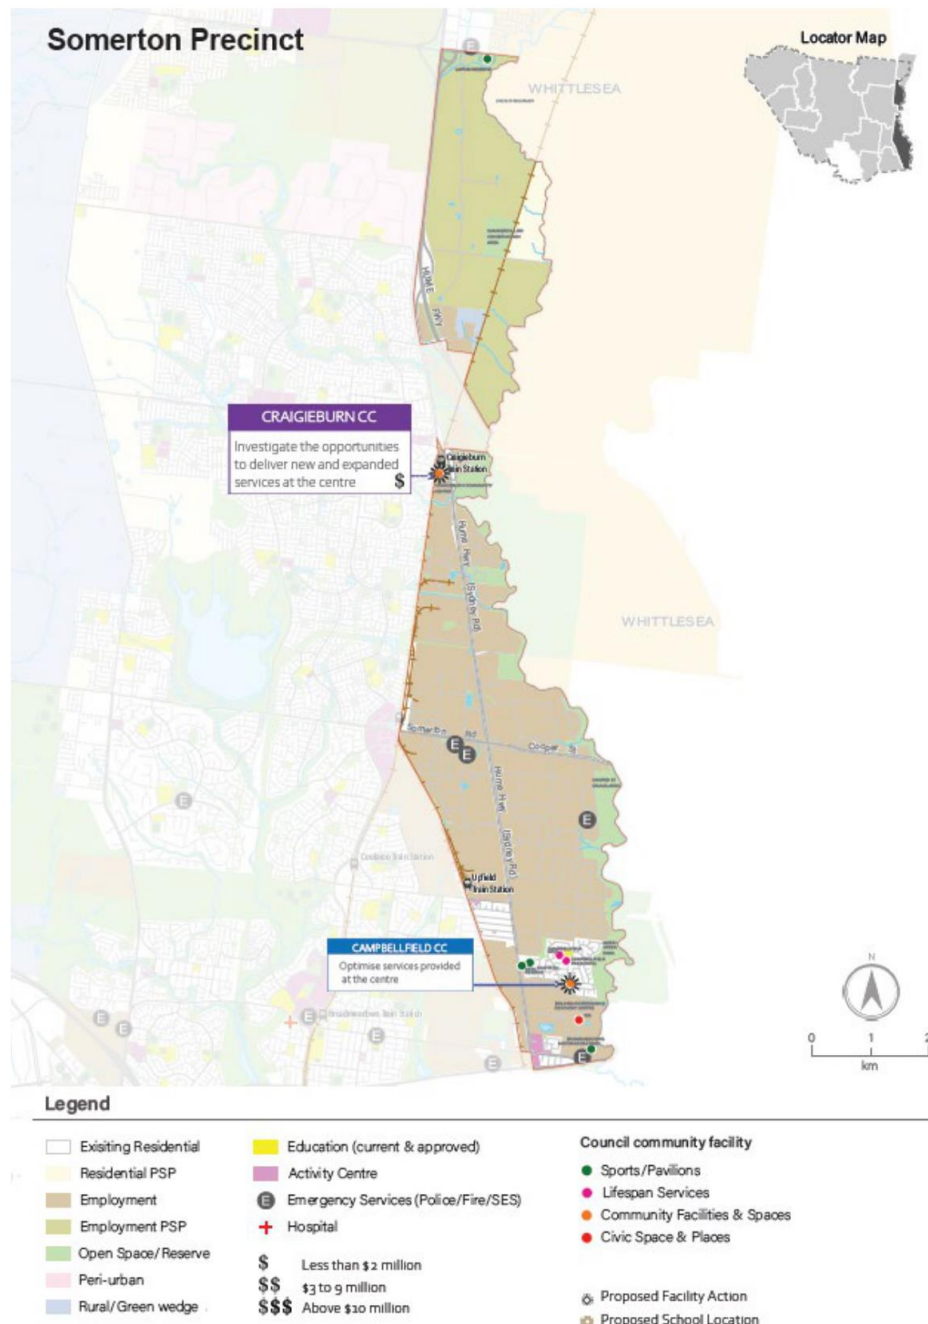 Somerton Precinct
Locator Map
WHITTLESEA
HUME
FWY
CRAIGIEBURN CC
Investigate the opportunities
to deliver new and expanded
services at the centre
$
Craigieburn
Train Station
Hume Hwy
(Sydney Rd)
WHITTLESEA
Somerton Rd
Cooper St
E
E
Hume Hwy
(Sydney Rd)
E
E
Upfield
Train Station
CAMPBELLFIELD CC
Optimise services provided
at the centre
Broadmeadows Train Station
E
E
E
E
E
E
N
0 1 2
km
Legend
Exisiting Residential
Residential PSP
Employment
Employment PSP
Open Space/Reserve
Peri-urban
Rural/Green wedge
Education (current & approved)
Activity Centre
E Emergency Services (Police/Fire/SES)
Hospital
$ Less than $2 million
$$ $3 to 9 million
$$$ Above $10 million
Council community facility
Sports/Pavilions
Lifespan Services
Community Facilities & Spaces
Civic Space & Places
Proposed Facility Action
Proposed School Location